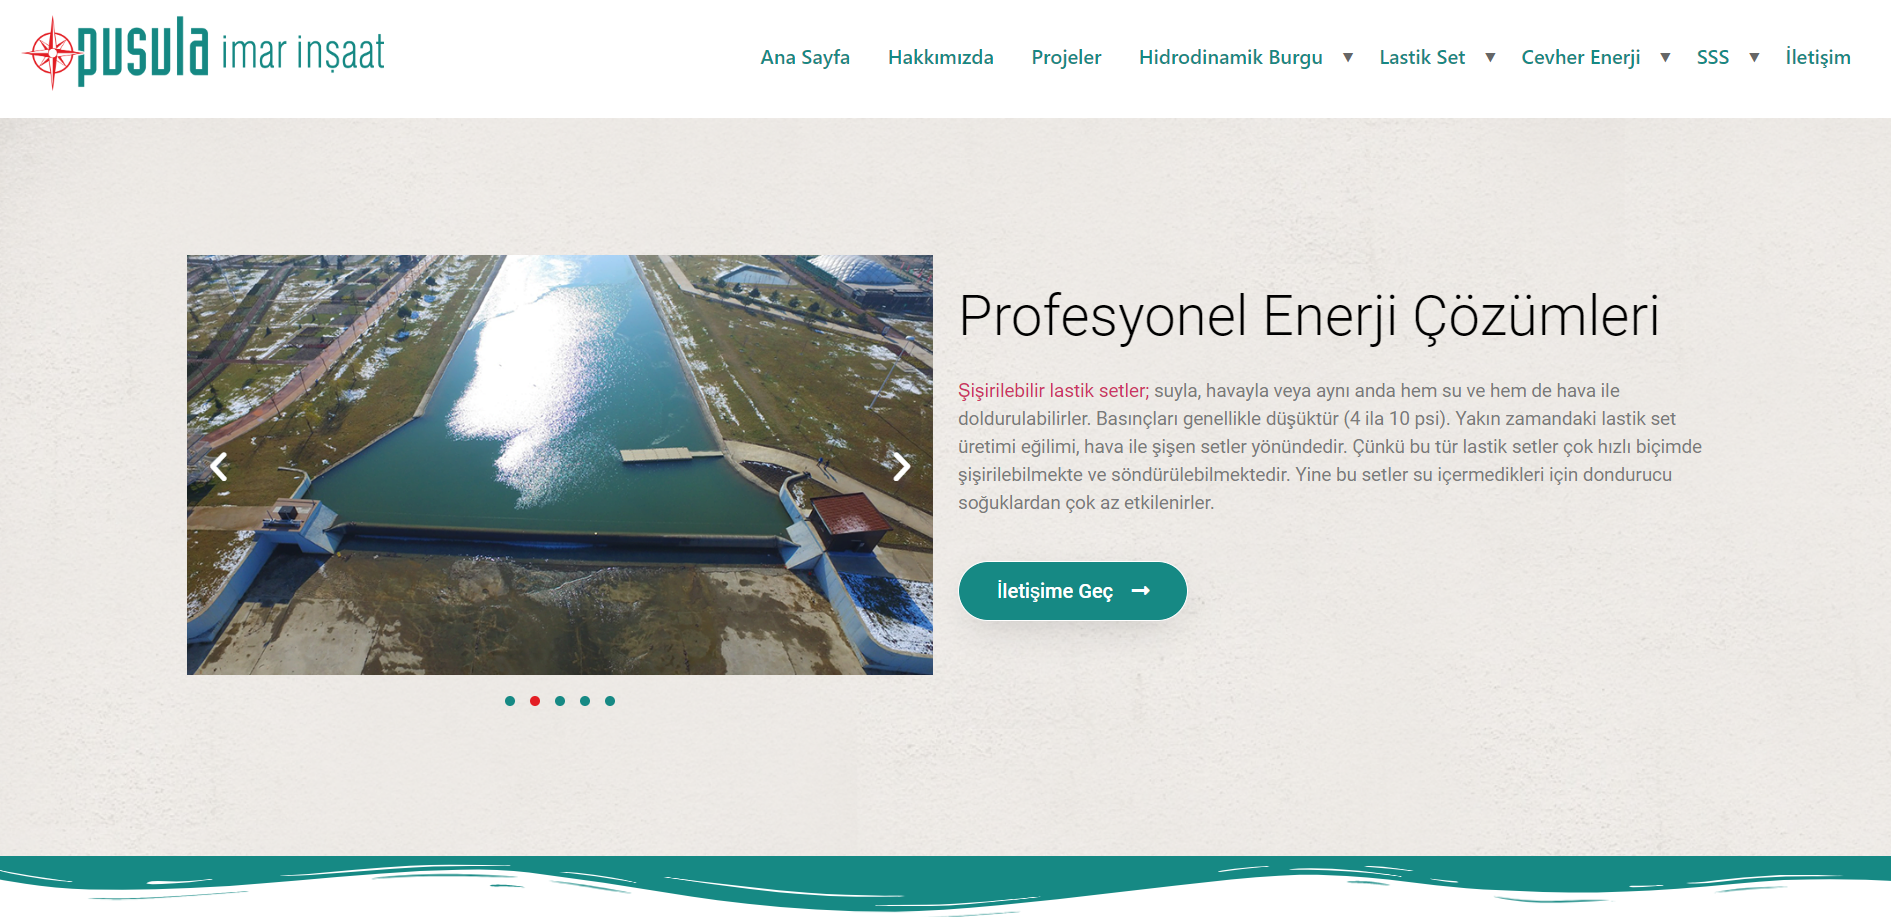 pusula imar inşaat
Ana Sayfa Hakkımızda Projeler Hidrodinamik Burgu ▼ Lastik Set ▼ Cevher Enerji ▼ SSS ▼ İletişim
Profesyonel Enerji Çözümleri
Şişirilebilir lastik setler; suyla, havayla veya aynı anda hem su ve hem de hava ile
doldurulabilirler. Basınçları genellikle düşüktür (4 ila 10 psi). Yakın zamandaki lastik set
üretimi eğilimi, hava ile şişen setler yönündedir. Çünkü bu tür lastik setler çok hızlı biçimde
şişirilebilmekte ve söndürülebilmektedir. Yine bu setler su içermedikleri için dondurucu
soğuklardan çok az etkilenirler.
İletişime Geç →